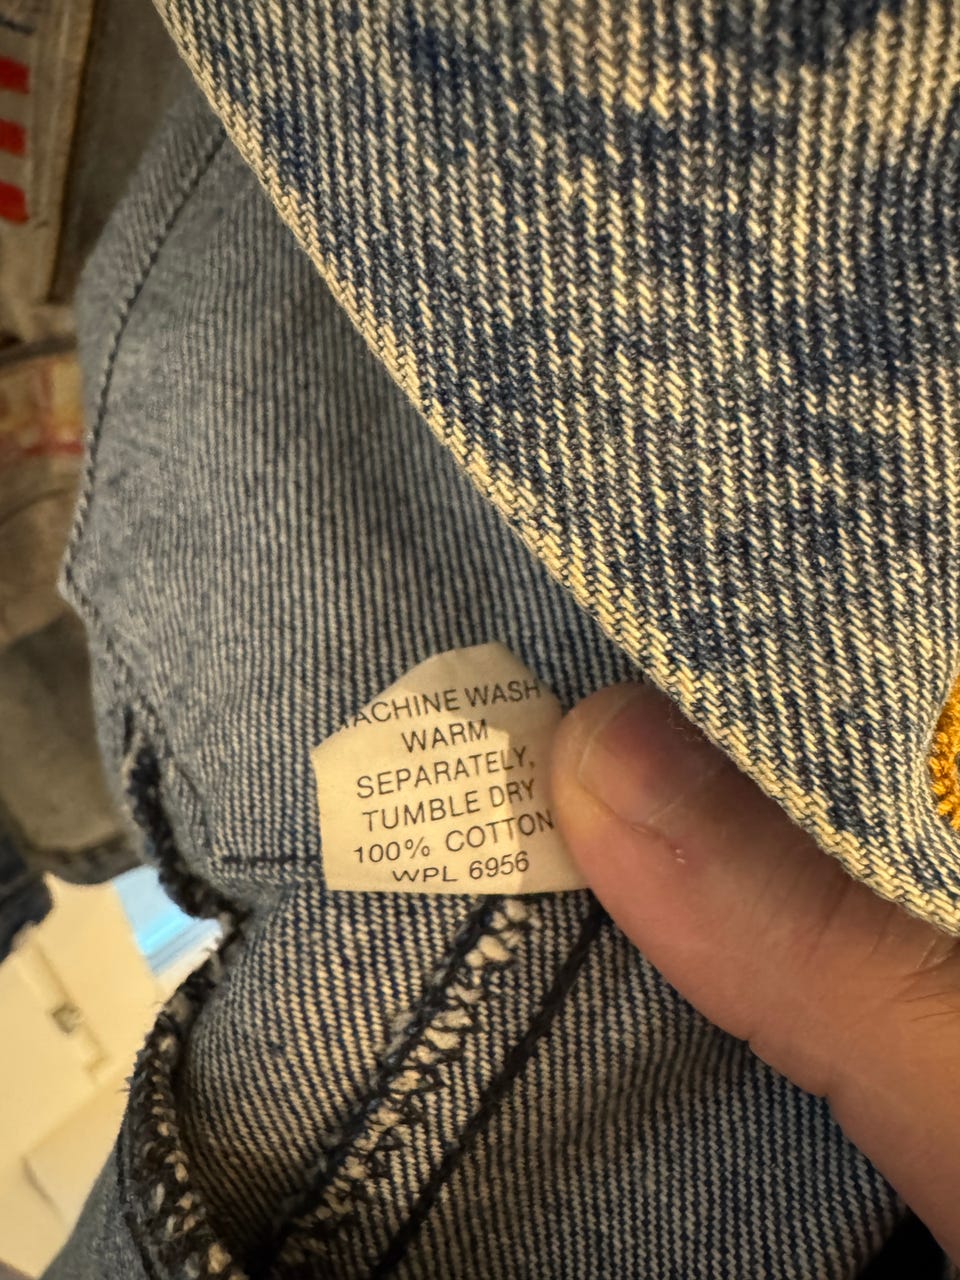 MACHINE WASH
WARM
SEPARATELY,
TUMBLE DRY
100% COTTON
WPL 6956